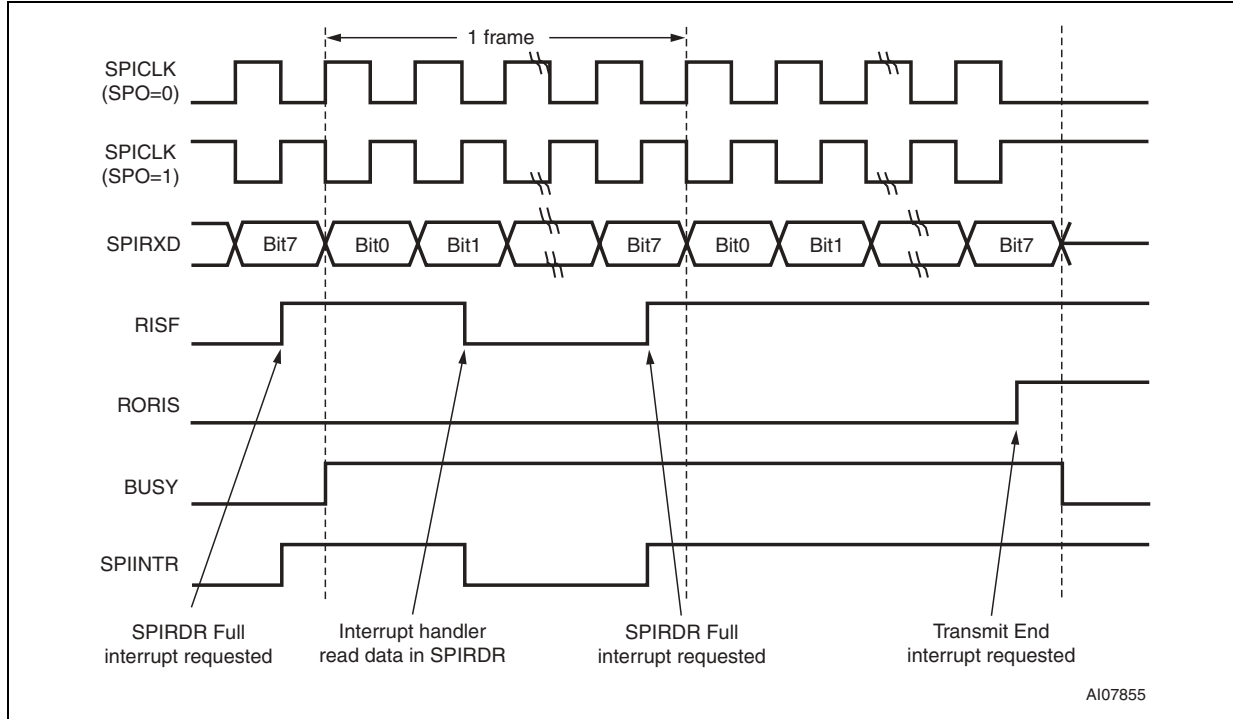 1 frame
SPICLK
(SPO=0)
SPICLK
(SPO=1)
SPIRXD
Bit7
Bit0
Bit1
Bit7
Bit0
Bit1
Bit7
RISF
RORIS
BUSY
SPIINTR
SPIRDR Full
interrupt requested
Interrupt handler
read data in SPIRDR
SPIRDR Full
interrupt requested
Transmit End
interrupt requested
AI07855